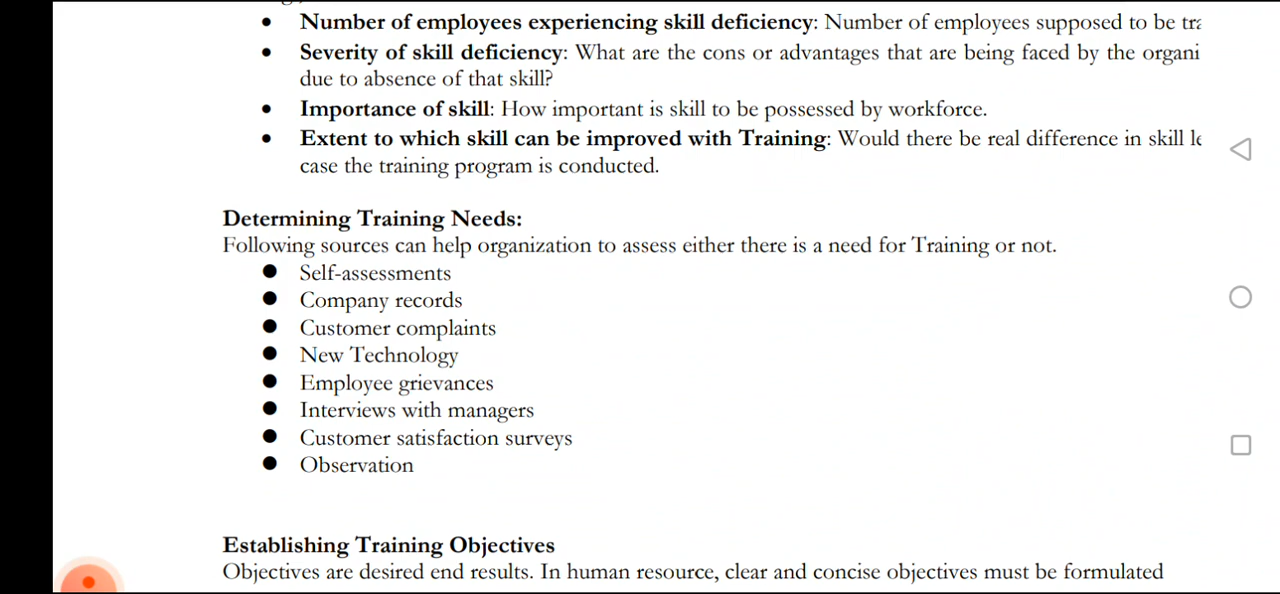 ● Number of employees experiencing skill deficiency: Number of employees supposed to be
● Severity of skill deficiency: What are the cons or advantages that are being faced by the
due to absence of that skill?
● Importance of skill: How important is skill to be possessed by workforce.
● Extent to which skill can be improved with Training: Would there be real difference in skill
case the training program is conducted.
Determining Training Needs:
Following sources can help organization to assess either there is a need for Training or not.
● Self-assessments
● Company records
● Customer complaints
● New Technology
● Employee grievances
● Interviews with managers
● Customer satisfaction surveys
● Observation
Establishing Training Objectives
Objectives are desired end results. In human resource, clear and concise objectives must be formulated